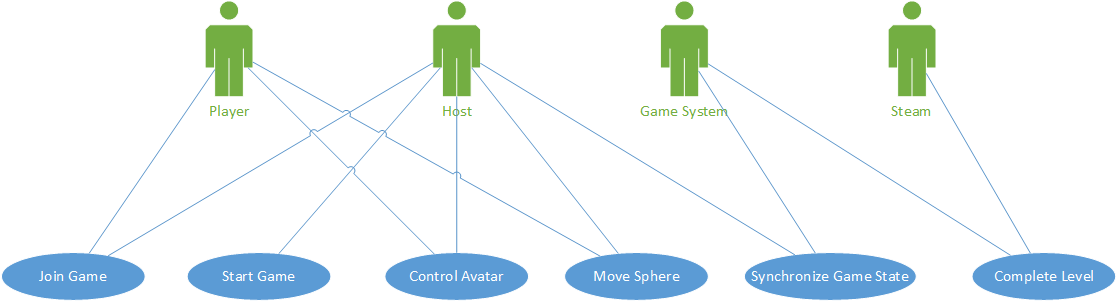 Player
Host
Game System
Steam
Join Game
Start Game
Control Avatar
Move Sphere
Synchronize Game State
Complete Level